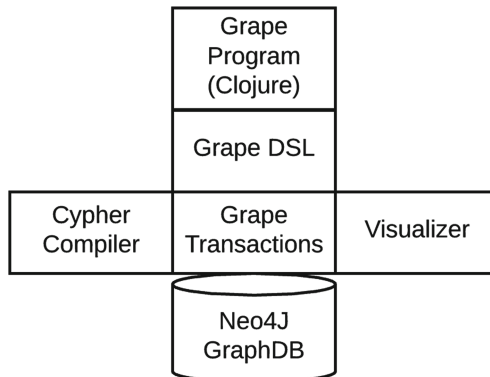 Grape
Program
(Clojure)
Grape DSL
Cypher
Compiler
Grape
Transactions
Visualizer
Neo4J
GraphDB